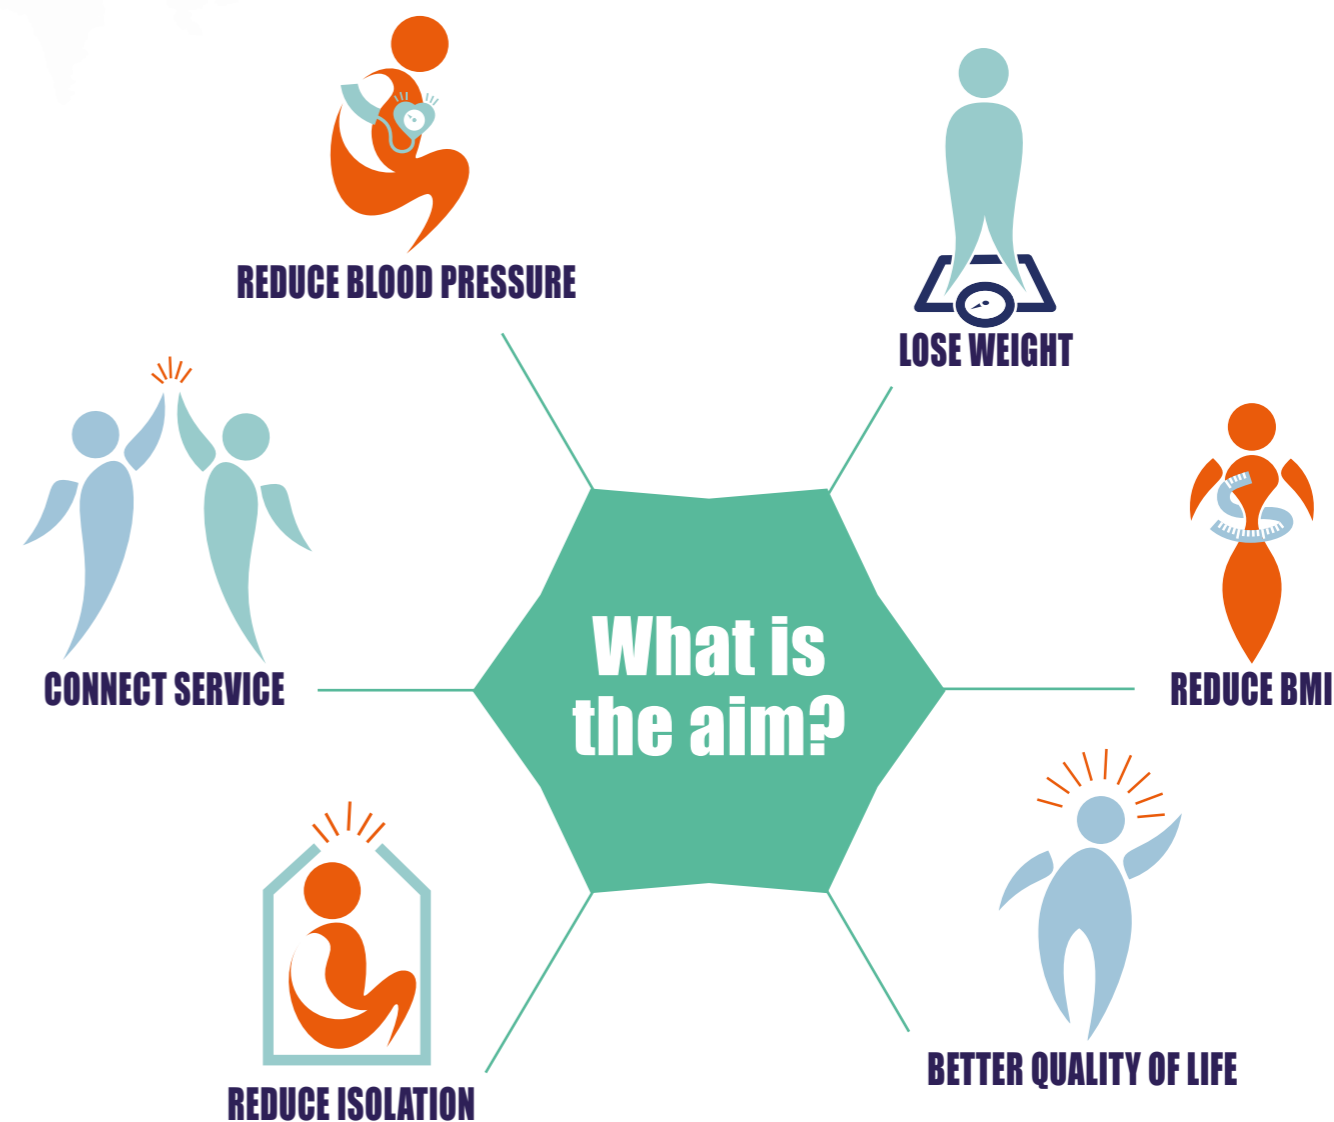 REDUCE BLOOD PRESSURE
LOSE WEIGHT
CONNECT SERVICE
What is
the aim?
REDUCE BMI
REDUCE ISOLATION
BETTER QUALITY OF LIFE